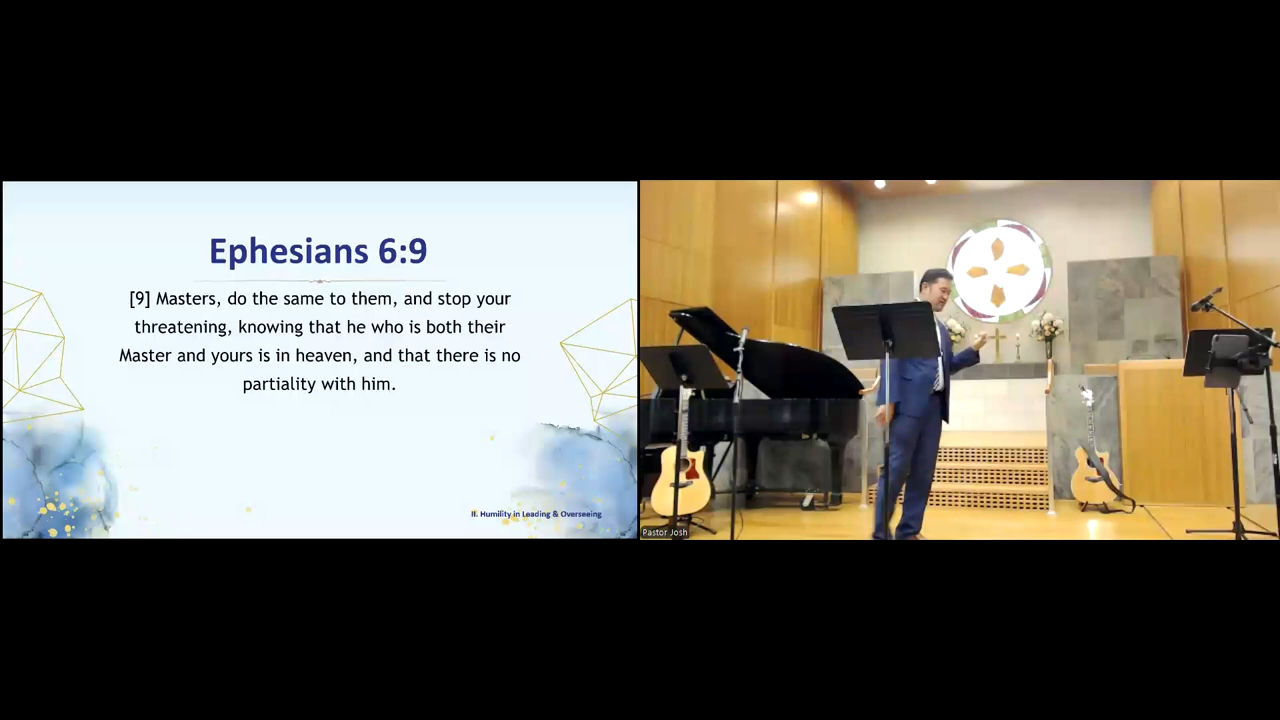 Ephesians 6:9
[9] Masters, do the same to them, and stop your
threatening, knowing that he who is both their
Master and yours is in heaven, and that there is no
partiality with him.
II. Humility in Leading & Overseeing
Pastor Josh